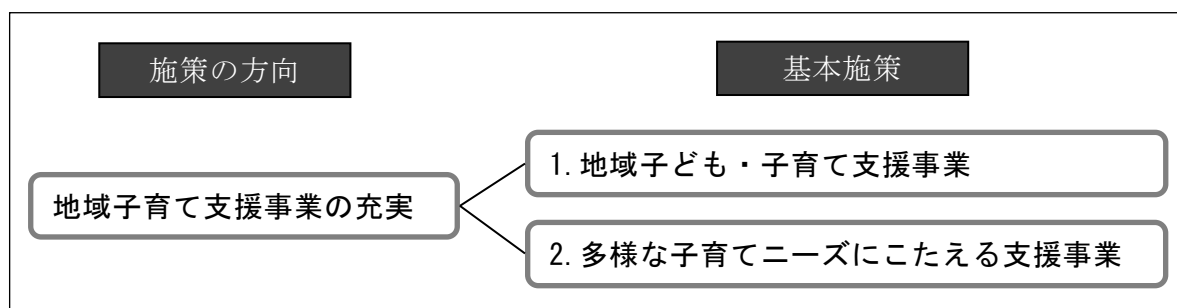 施策の方向
基本施策
地域子育て支援事業の充実
1.地域子ども・子育て支援事業
2.多様な子育てニーズにこたえる支援事業